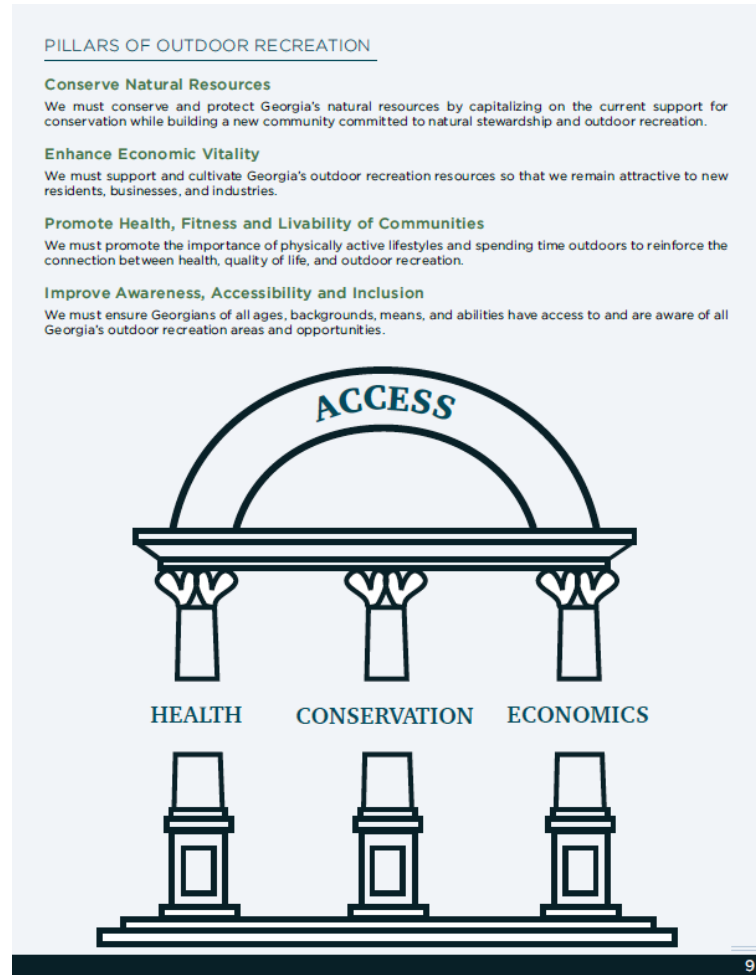 PILLARS OF OUTDOOR RECREATION
Conserve Natural Resources
We must conserve and protect Georgia's natural resources by capitalizing on the current support for
conservation while building a new community committed to natural stewardship and outdoor recreation.
Enhance Economic Vitality
We must support and cultivate Georgia's outdoor recreation resources so that we remain attractive to new
residents, businesses, and industries.
Promote Health, Fitness and Livability of Communities
We must promote the importance of physically active lifestyles and spending time outdoors to reinforce the
connection between health, quality of life, and outdoor recreation.
Improve Awareness, Accessibility and Inclusion
We must ensure Georgians of all ages, backgrounds, means, and abilities have access to and are aware of all
Georgia's outdoor recreation areas and opportunities.
ACCESS
HEALTH CONSERVATION ECONOMICS
9